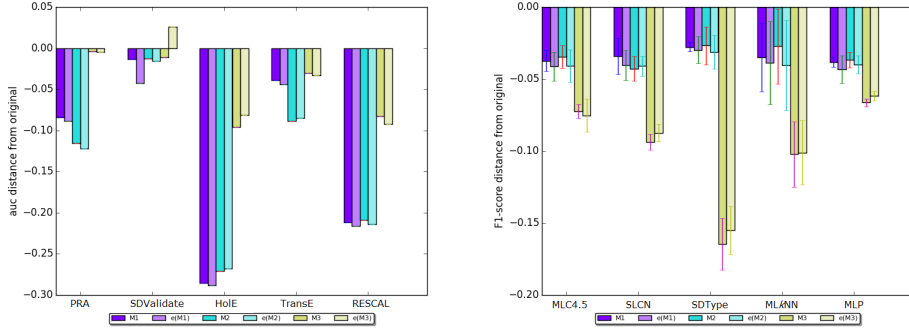 0.05
0.00
−0.05
−0.10
−0.15
−0.20
−0.25
−0.30
auc distance from original
PRA
SDValidate
HolE
TransE
RESCAL
M1
e(M1)
M2
e(M2)
M3
e(M3)
0.00
−0.05
−0.10
−0.15
−0.20
F1-score distance from original
MLC4.5
SLCN
SDType
MLkNN
MLP
M1
e(M1)
M2
e(M2)
M3
e(M3)